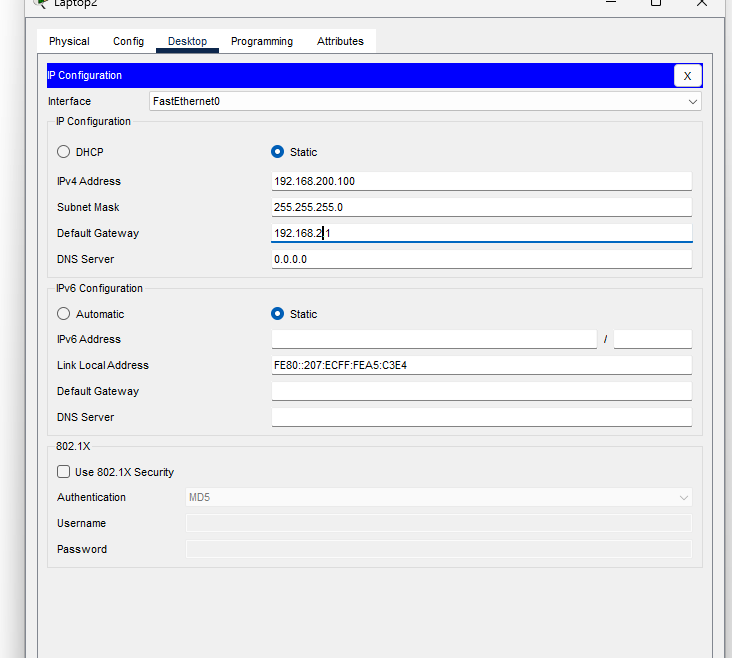 Laptop2
Physical Config Desktop Programming Attributes
IP Configuration X
Interface FastEthernet0
IP Configuration
DHCP Static
IPv4 Address 192.168.200.100
Subnet Mask 255.255.255.0
Default Gateway 192.168.2.1
DNS Server 0.0.0.0
IPv6 Configuration
Automatic Static
IPv6 Address /
Link Local Address FE80::207:ECFF:FEA5:C3E4
Default Gateway
DNS Server
802.1X
Use 802.1X Security
Authentication MD5
Username
Password